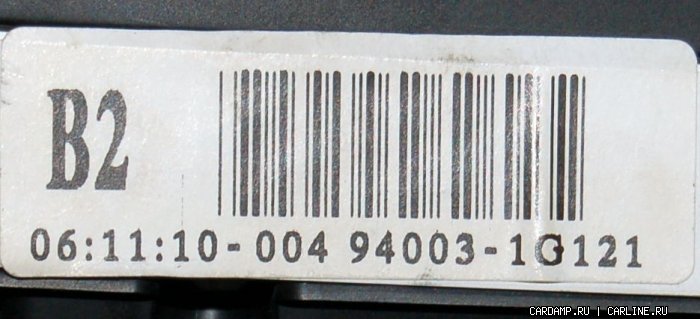 B2
06:11:10-004 94003-1G121
CARDAMP.RU | CARLINE.RU